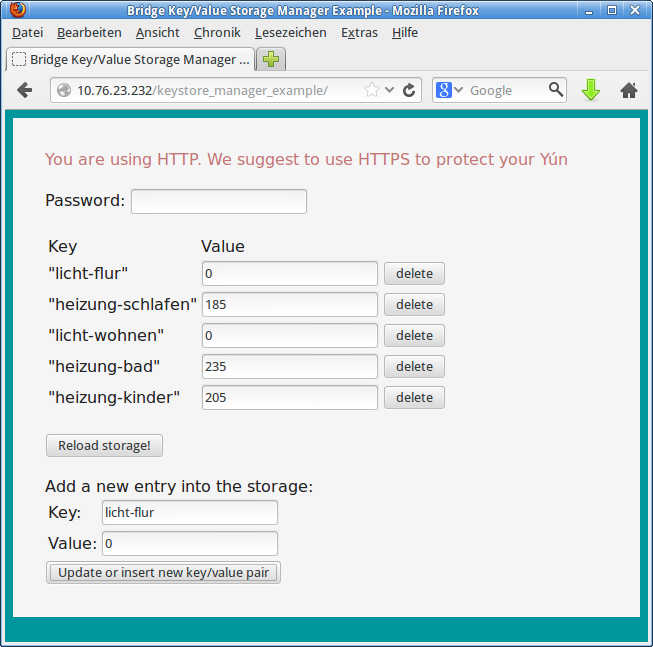 Bridge Key/Value Storage Manager Example - Mozilla Firefox
Datei Bearbeiten Ansicht Chronik Lesezeichen Extras Hilfe
Bridge Key/Value Storage Manager ...
10.76.23.232/keystore_manager_example/ 8 Google
You are using HTTP. We suggest to use HTTPS to protect your Yún
Password:
Key Value
"licht-flur" 0 delete
"heizung-schlafen" 185 delete
"licht-wohnen" 0 delete
"heizung-bad" 235 delete
"heizung-kinder" 205 delete
Reload storage!
Add a new entry into the storage:
Key: licht-flur
Value: 0
Update or insert new key/value pair